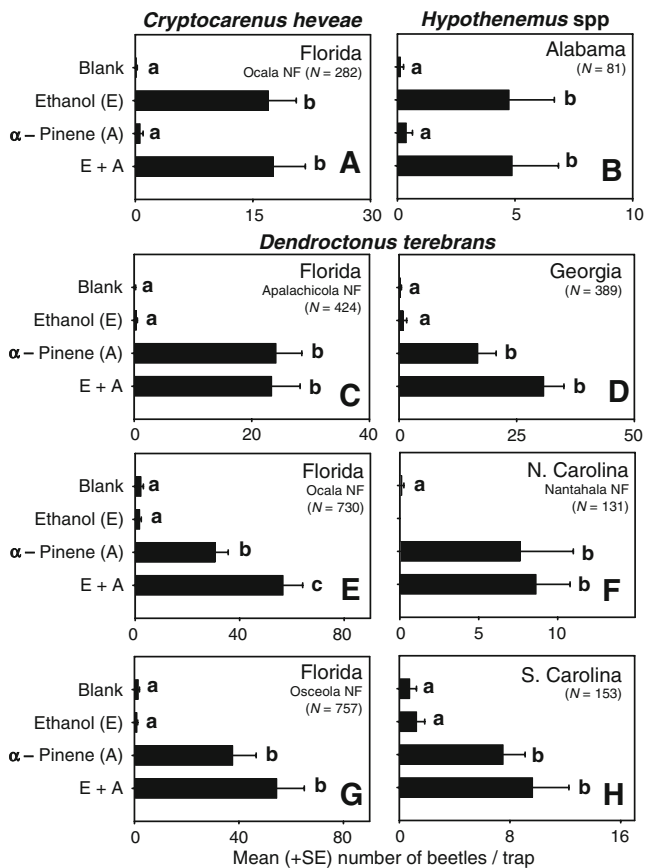 Cryptocarenus heveae
Hypothenemus spp
Florida
Ocala NF (N = 282)
Blank
Ethanol (E)
α – Pinene (A)
E + A
a
b
a
b
A
0 15 30
Alabama
(N = 81)
a
b
a
b
B
0 5 10
Dendroctonus terebrans
Florida
Apalachicola NF
(N = 424)
Blank
Ethanol (E)
α – Pinene (A)
E + A
a
a
b
b
C
0 20 40
Georgia
(N = 389)
a
a
b
b
D
0 25 50
Florida
Ocala NF
(N = 730)
Blank
Ethanol (E)
α – Pinene (A)
E + A
a
a
b
c
E
0 40 80
N. Carolina
Nantahala NF
(N = 131)
a
b
b
F
0 5 10
Florida
Osceola NF
(N = 757)
Blank
Ethanol (E)
α – Pinene (A)
E + A
a
a
b
b
G
0 40 80
S. Carolina
(N = 153)
a
a
b
b
H
0 8 16
Mean (+SE) number of beetles / trap